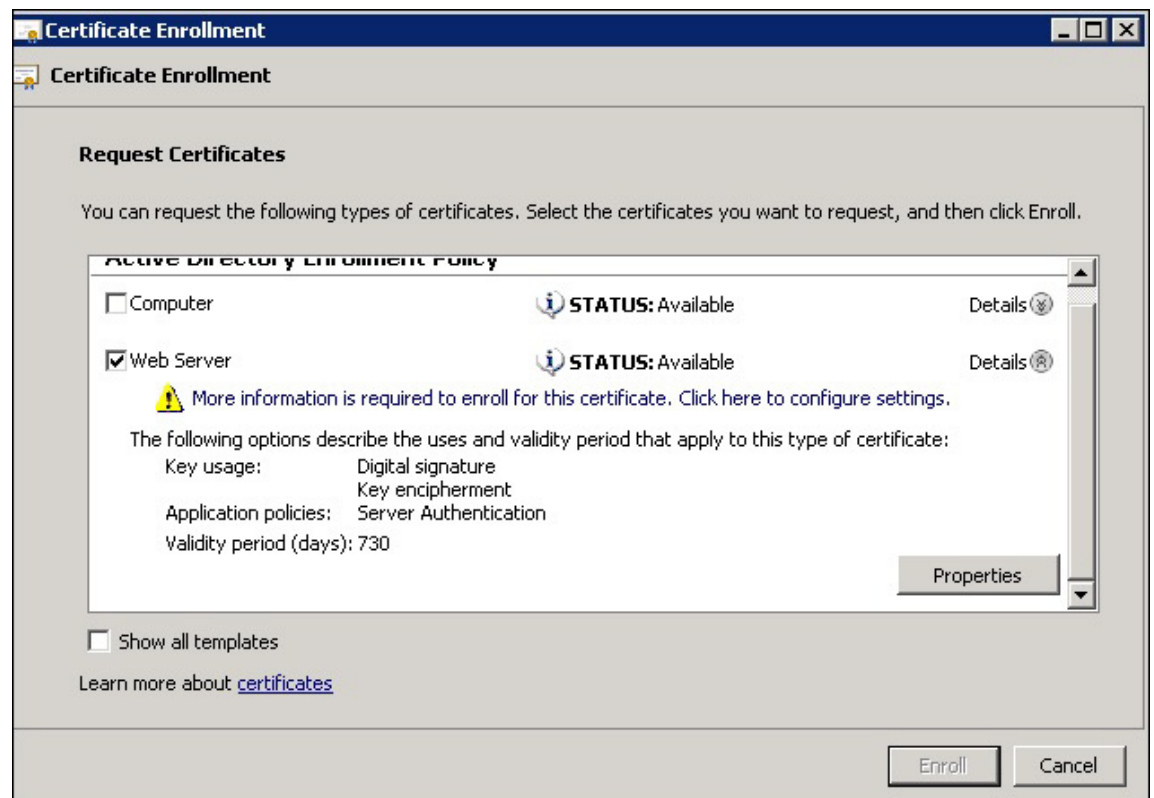 Certificate Enrollment
Certificate Enrollment
Request Certificates
You can request the following types of certificates. Select the certificates you want to request, and then click Enroll.
Active Directory Enrollment Policy
Computer STATUS: Available Details
Web Server STATUS: Available Details
More information is required to enroll for this certificate. Click here to configure settings.
The following options describe the uses and validity period that apply to this type of certificate:
Key usage: Digital signature
Key encipherment
Application policies: Server Authentication
Validity period (days): 730
Properties
Show all templates
Learn more about certificates
Enroll Cancel